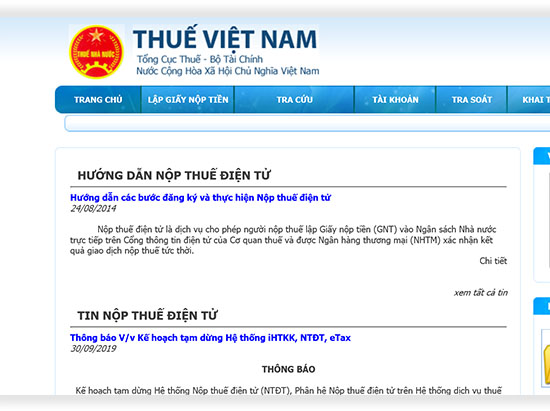 THUẾ NHÀ NƯỚC
THUẾ VIỆT NAM
Tổng Cục Thuế - Bộ Tài Chính
Nước Cộng Hòa Xã Hội Chủ Nghĩa Việt Nam
TRANG CHỦ LẬP GIẤY NỘP TIỀN TRA CỨU TÀI KHOẢN TRA SOÁT KHAI T
HƯỚNG DẪN NỘP THUẾ ĐIỆN TỬ
Hướng dẫn các bước đăng ký và thực hiện Nộp thuế điện tử
24/08/2014
Nộp thuế điện tử là dịch vụ cho phép người nộp thuế lập Giấy nộp tiền (GNT) vào Ngân sách Nhà nước
trực tiếp trên Cổng thông tin điện tử của Cơ quan thuế và được Ngân hàng thương mại (NHTM) xác nhận kết
quả giao dịch nộp thuế tức thời.
Chi tiết
xem tất cả tin
TIN NỘP THUẾ ĐIỆN TỬ
Thông báo V/v Kế hoạch tạm dừng Hệ thống iHTKK, NTĐT, eTax
30/09/2019
THÔNG BÁO
Kế hoạch tạm dừng Hệ thống Nộp thuế điện tử (NTĐT), Phân hệ Nộp thuế điện tử trên Hệ thống dịch vụ thuế